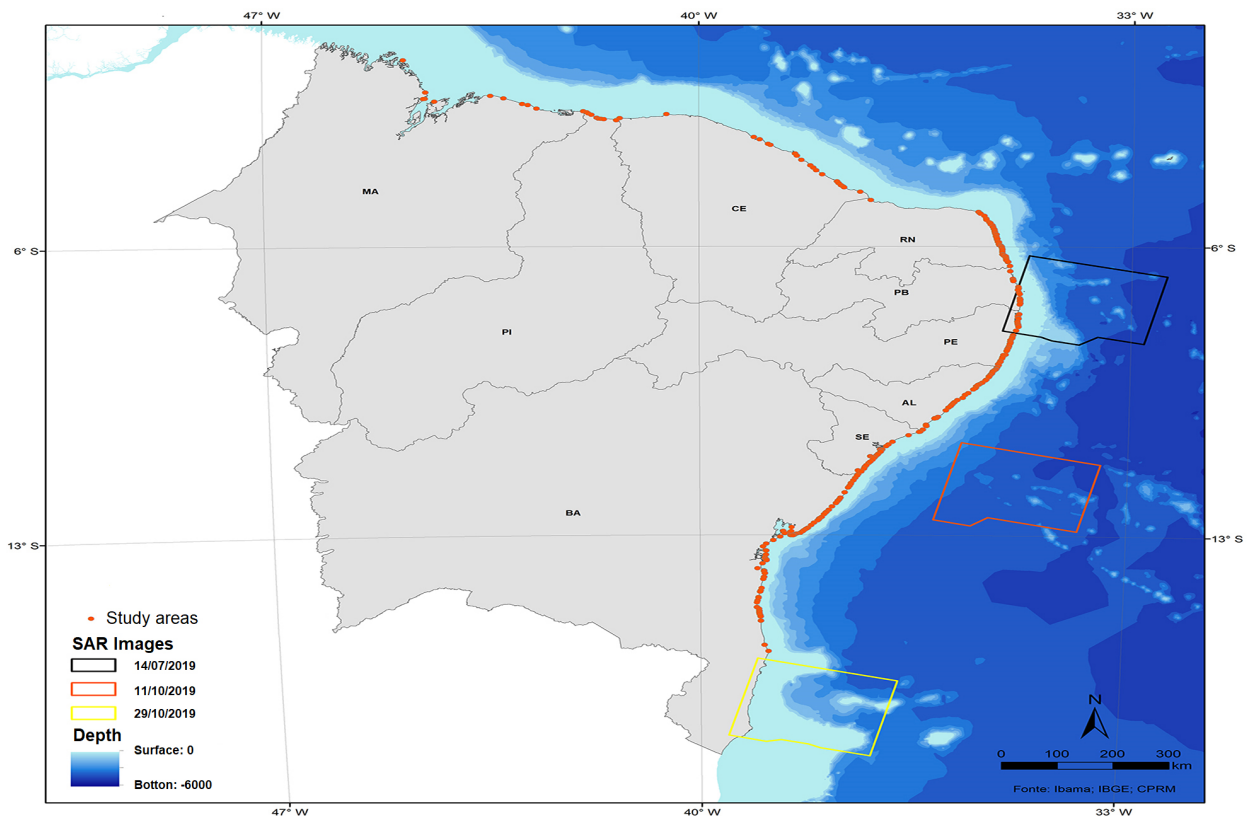 47° W 40° W 33° W
MA
CE
6° S RN 6° S
PB
PI
PE
AL
SE
BA
13° S 13° S
Study areas
SAR Images
14/07/2019
11/10/2019
29/10/2019
Depth
Surface: 0
Botton: -6000
N
0 100 200 300
km
Fonte: Ibama; IBGE; CPRM
47° W 40° W 33° W